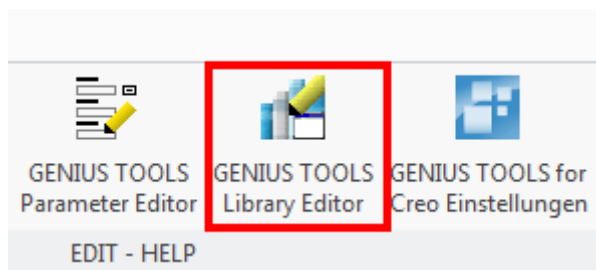 GENIUS TOOLS
Parameter Editor
GENIUS TOOLS
Library Editor
GENIUS TOOLS for
Creo Einstellungen
EDIT - HELP